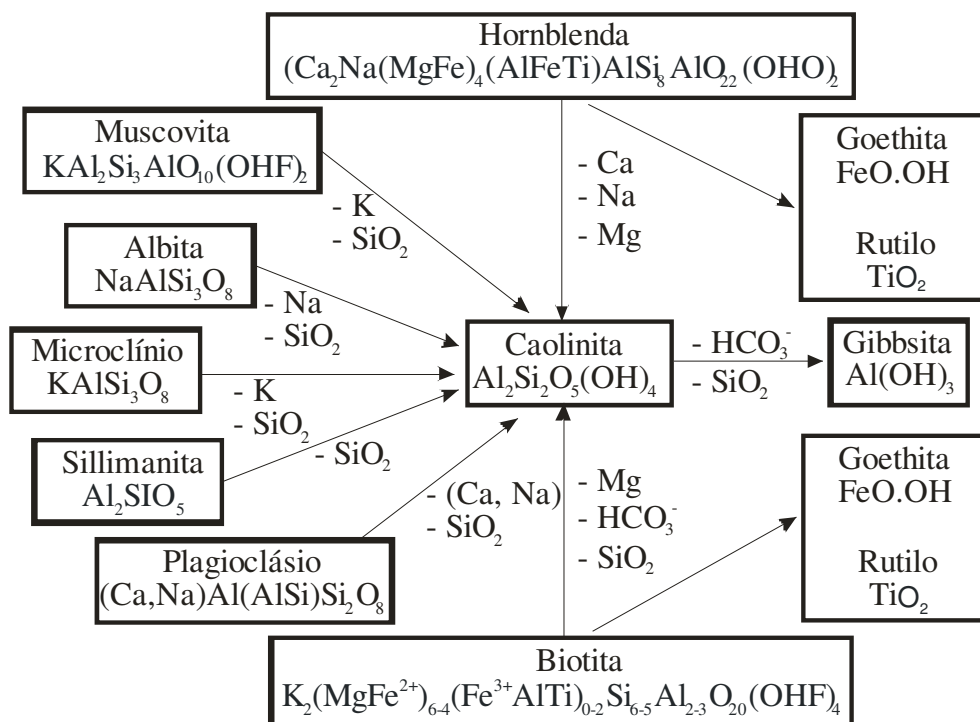 Hornblenda
(Ca₂Na(MgFe)₄(AlFeTi)AlSi₈AlO₂₂(OHO)₂
Muscovita
KAl₂Si₃AlO₁₀(OHF)₂
- K
- SiO₂
- Ca
- Na
- Mg
Goethita
FeO.OH
Rutilo
TiO₂
Albita
NaAlSi₃O₈
- Na
- SiO₂
Microclínio
KAlSi₃O₈
- K
- SiO₂
Caolinita
Al₂Si₂O₅(OH)₄
- HCO₃⁻
- SiO₂
Gibbsita
Al(OH)₃
Sillimanita
Al₂SIO₅
- SiO₂
Plagioclásio
(Ca,Na)Al(AlSi)Si₂O₈
- (Ca, Na)
- SiO₂
- Mg
- HCO₃⁻
- SiO₂
Goethita
FeO.OH
Rutilo
TiO₂
Biotita
K₂(MgFe²⁺)₆₋₄(Fe³⁺AlTi)₀₋₂Si₆₋₅Al₂₋₃O₂₀(OHF)₄